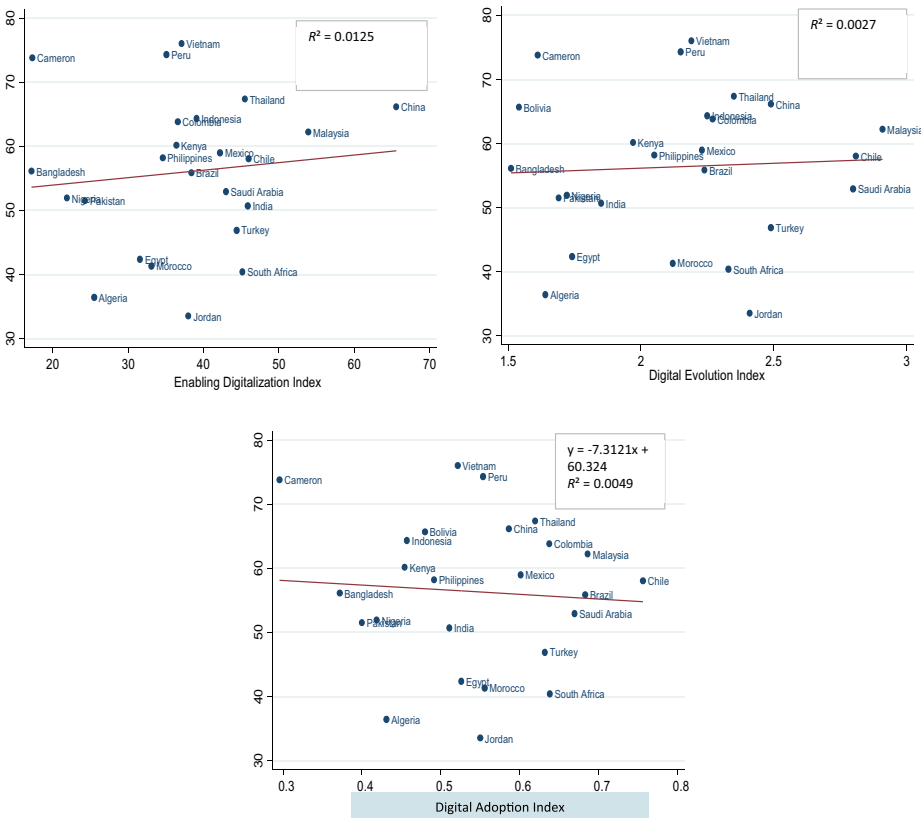 80
70
60
50
40
30
R² = 0.0125
Vietnam
Cameron
Peru
Thailand
China
Colombia
Indonesia
Malaysia
Kenya
Philippines
Mexico
Chile
Bangladesh
Brazil
Nigeria
Pakistan
Saudi Arabia
India
Turkey
Egypt
Morocco
South Africa
Algeria
Jordan
20
30
40
50
60
70
Enabling Digitalization Index
80
70
60
50
40
30
R² = 0.0027
Vietnam
Cameron
Peru
Thailand
Bolivia
China
Indonesia
Colombia
Malaysia
Kenya
Philippines
Mexico
Chile
Bangladesh
Brazil
Nigeria
Pakistan
India
Saudi Arabia
Turkey
Egypt
Morocco
South Africa
Algeria
Jordan
1.5
2
2.5
3
Digital Evolution Index
80
70
60
50
40
30
y = -7.3121x +
60.324
R² = 0.0049
Vietnam
Cameron
Peru
Thailand
Bolivia
China
Indonesia
Colombia
Malaysia
Kenya
Philippines
Mexico
Chile
Bangladesh
Brazil
Nigeria
Pakistan
Saudi Arabia
India
Turkey
Egypt
Morocco
South Africa
Algeria
Jordan
0.3
0.4
0.5
0.6
0.7
0.8
Digital Adoption Index